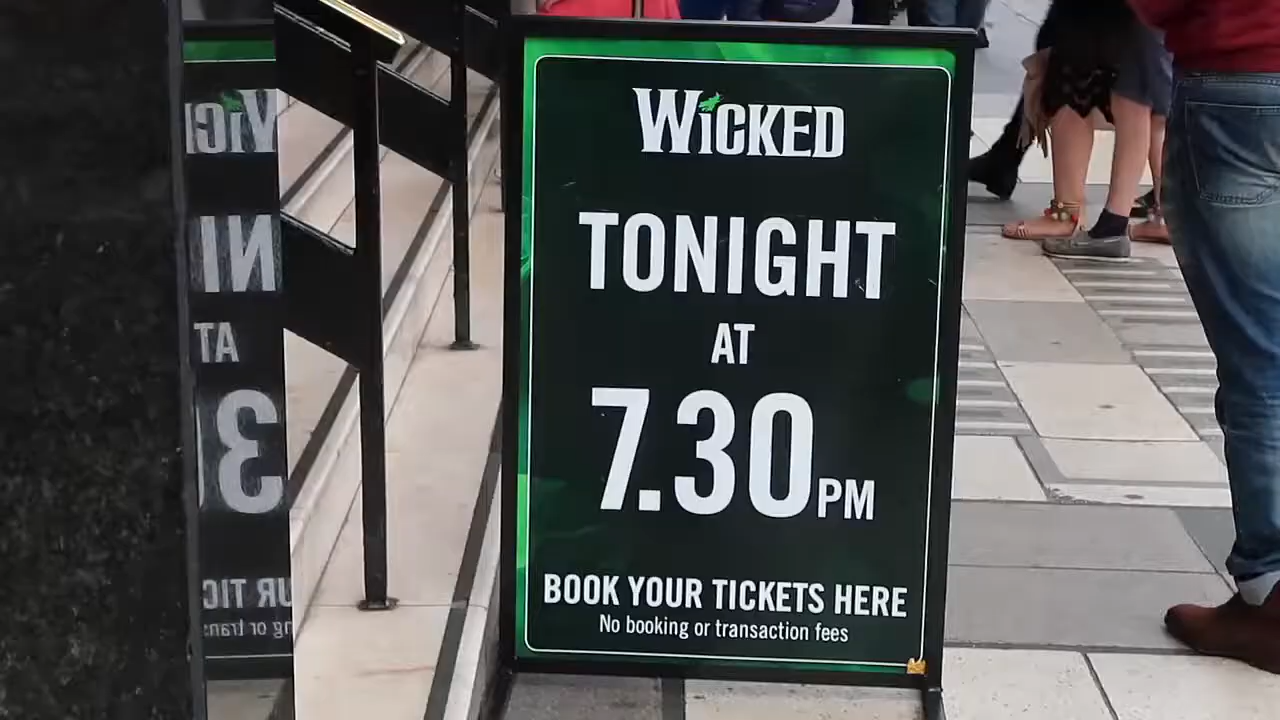 WICKED
TONIGHT
AT
7.30PM
BOOK YOUR TICKETS HERE
No booking or transaction fees